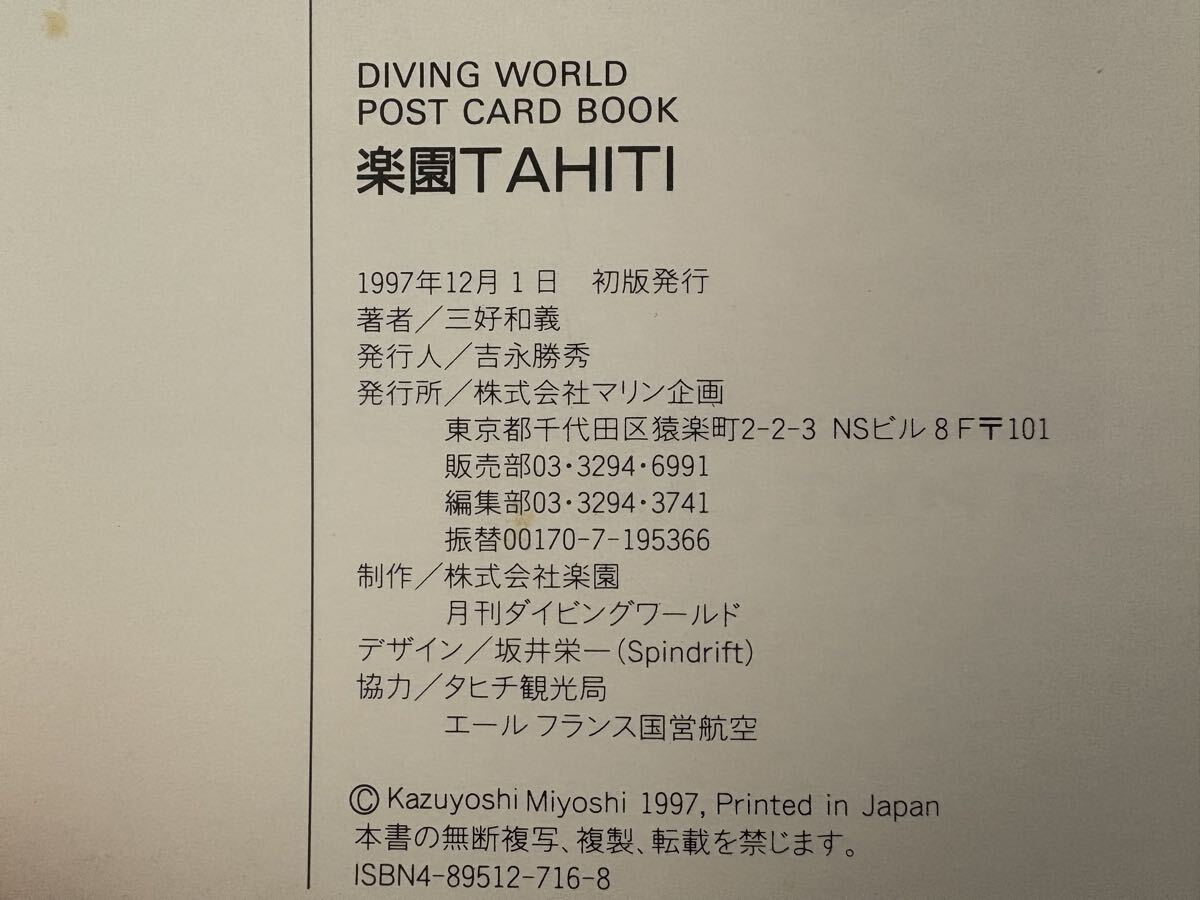 DIVING WORLD
POST CARD BOOK
楽園TAHITI
1997年12月1日　初版発行
著者／三好和義
発行人／吉永勝秀
発行所／株式会社マリン企画
東京都千代田区猿楽町2-2-3 NSビル8F〒101
販売部03・3294・6991
編集部03・3294・3741
振替00170-7-195366
制作／株式会社楽園
月刊ダイビングワールド
デザイン／坂井栄一(Spindrift)
協力／タヒチ観光局
エールフランス国営航空
©Kazuyoshi Miyoshi 1997, Printed in Japan
本書の無断複写、複製、転載を禁じます。
ISBN4-89512-716-8